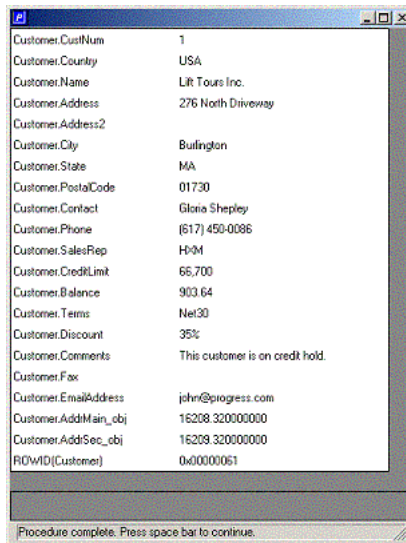 P
Customer.CustNum 1
Customer.Country USA
Customer.Name Lift Tours Inc.
Customer.Address 276 North Driveway
Customer.Address2
Customer.City Burlington
Customer.State MA
Customer.PostalCode 01730
Customer.Contact Gloria Shepley
Customer.Phone (617) 450-0086
Customer.SalesRep HXM
Customer.CreditLimit 66,700
Customer.Balance 903.64
Customer.Terms Net30
Customer.Discount 35%
Customer.Comments This customer is on credit hold.
Customer.Fax
Customer.EmailAddress john@progress.com
Customer.AddrMain_obj 16208.320000000
Customer.AddrSec_obj 16209.320000000
ROWID(Customer) 0x00000061
Procedure complete. Press space bar to continue.